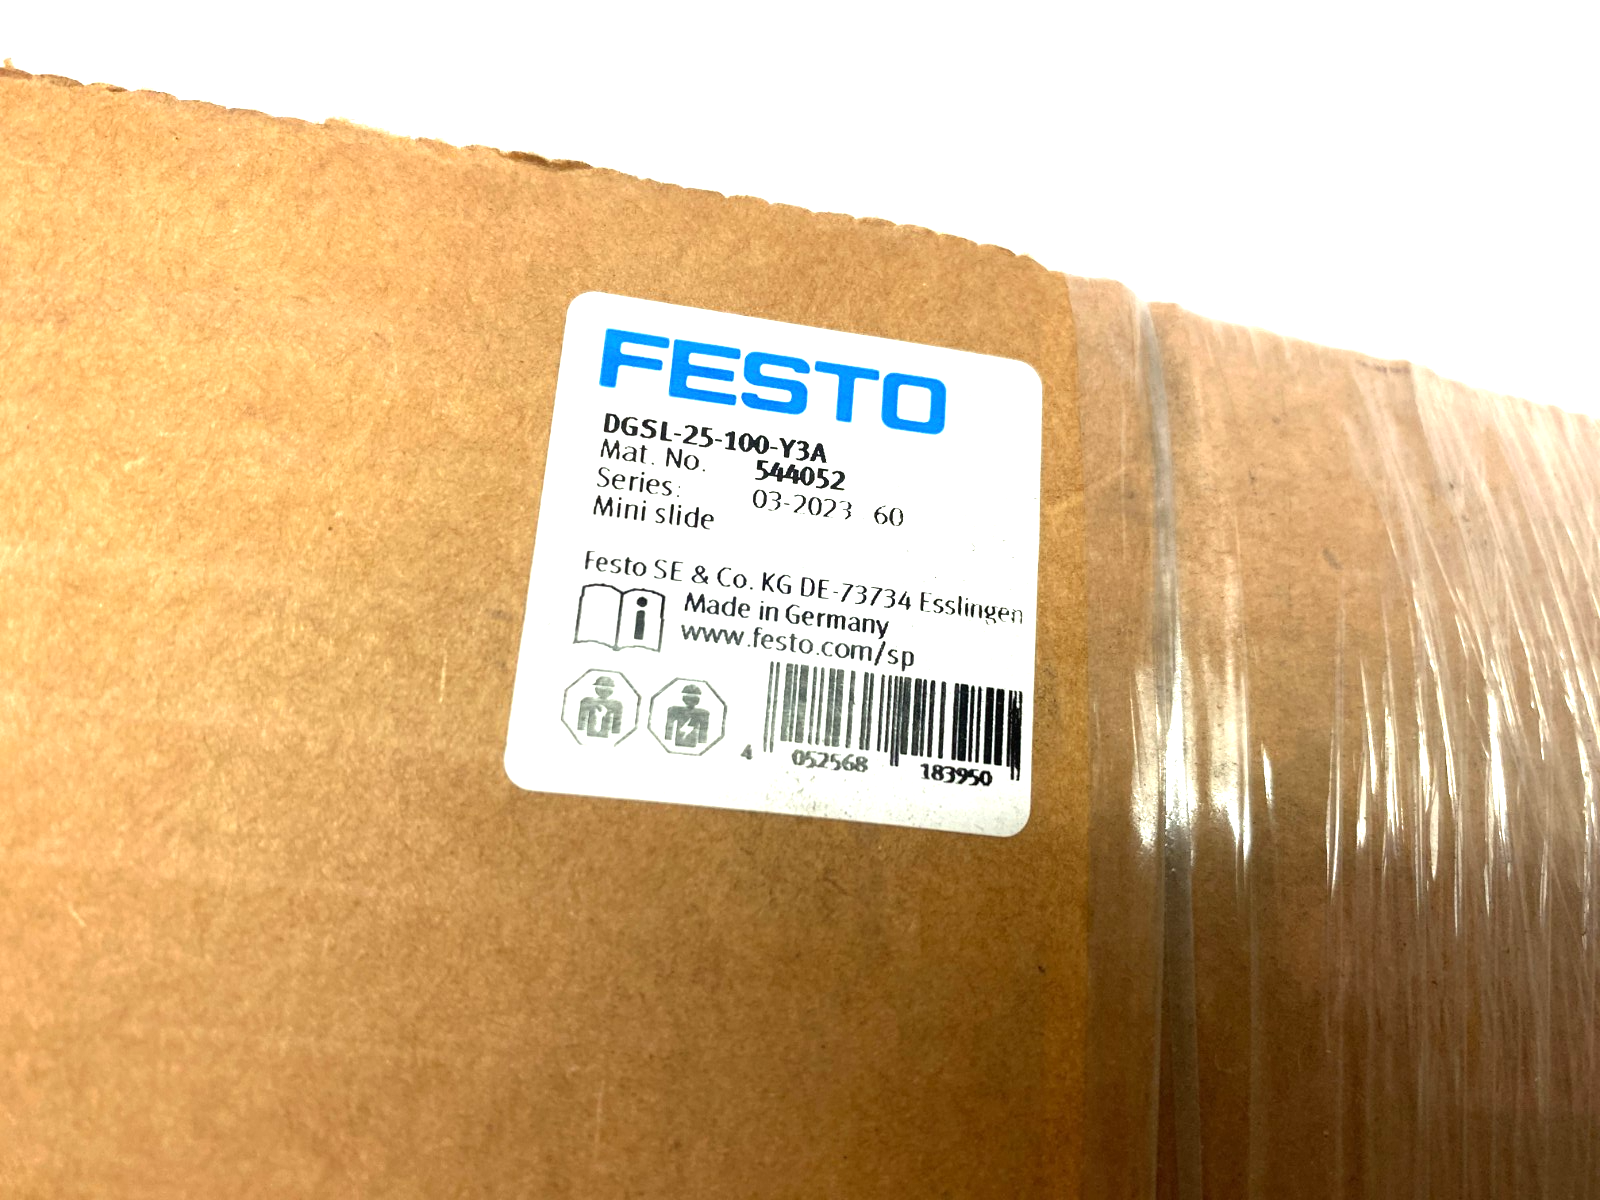 FESTO
DGSL-25-100-Y3A
Mat. No. 544052
Series: 03-2023 60
Mini slide
Festo SE & Co. KG DE-73734 Esslingen
Made in Germany
www.festo.com/sp
4 052568 183950